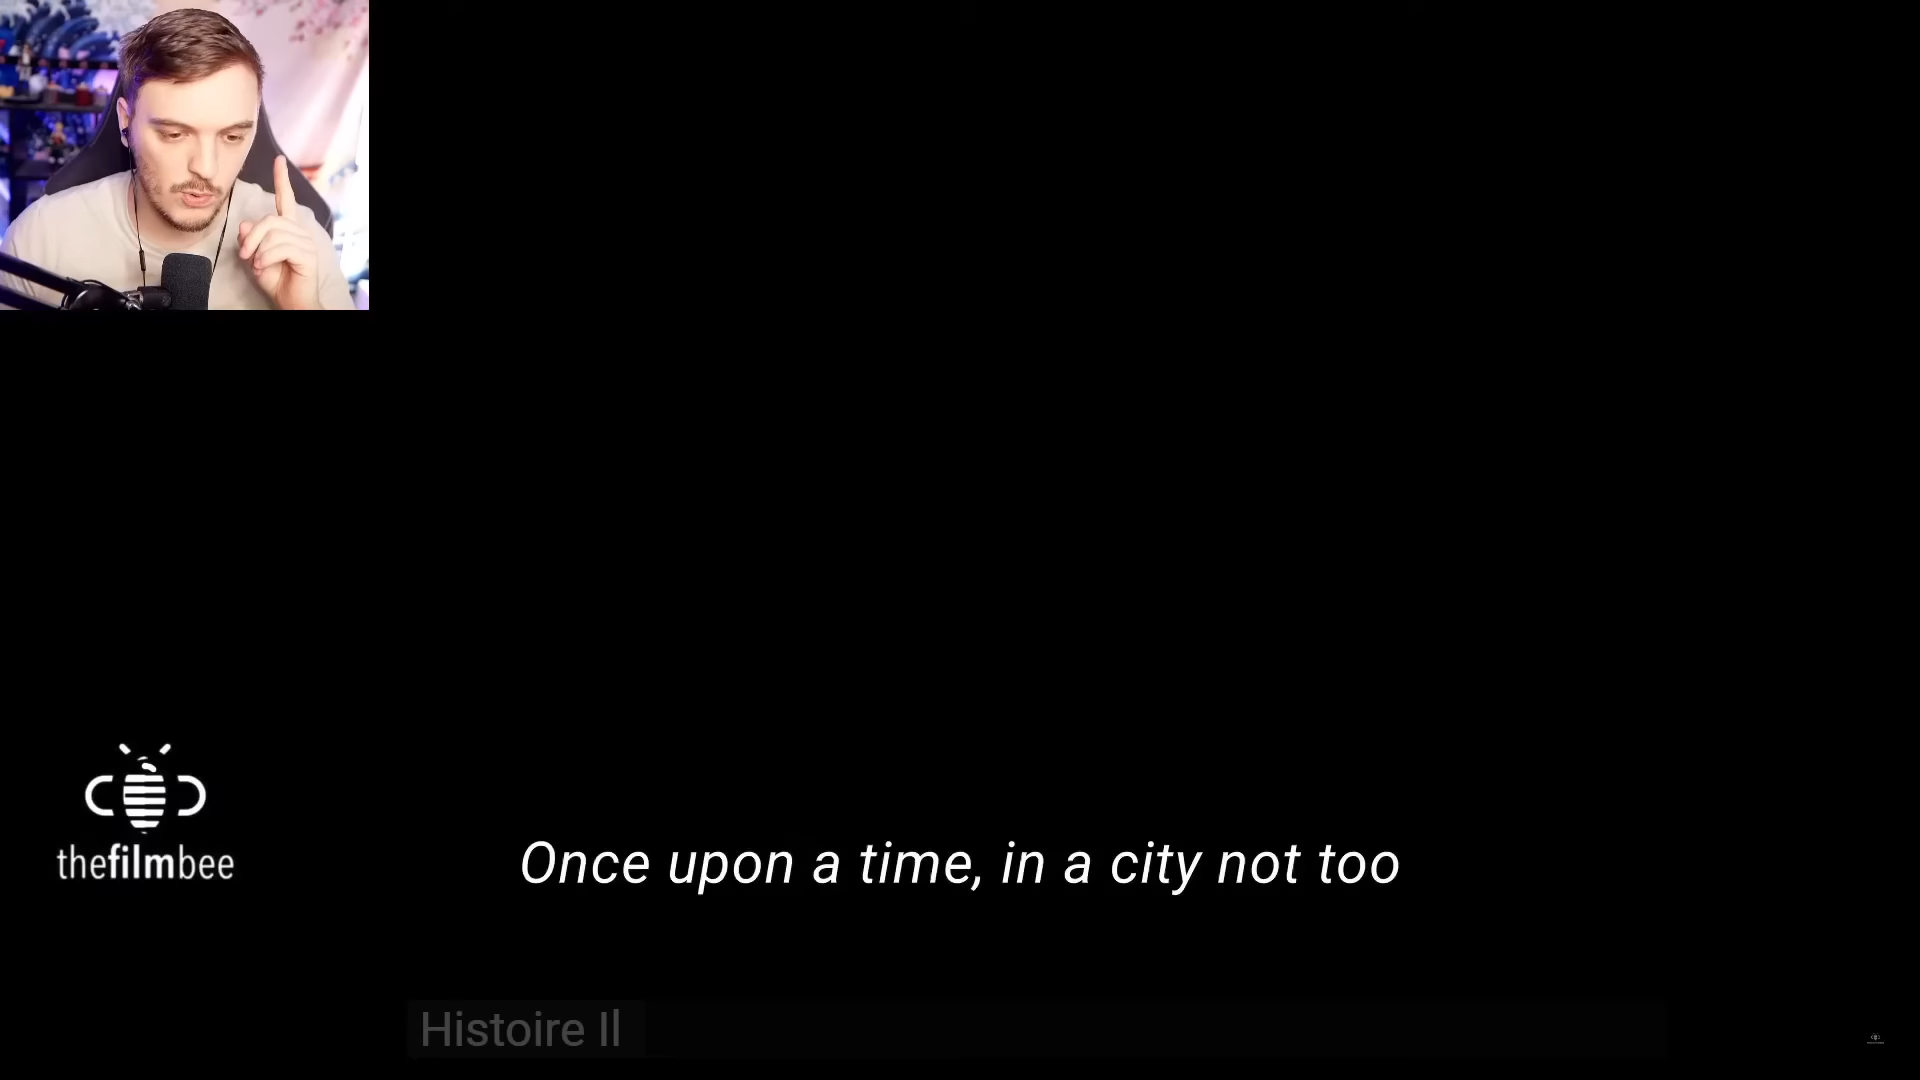 thefilmbee
Once upon a time, in a city not too
Histoire Il